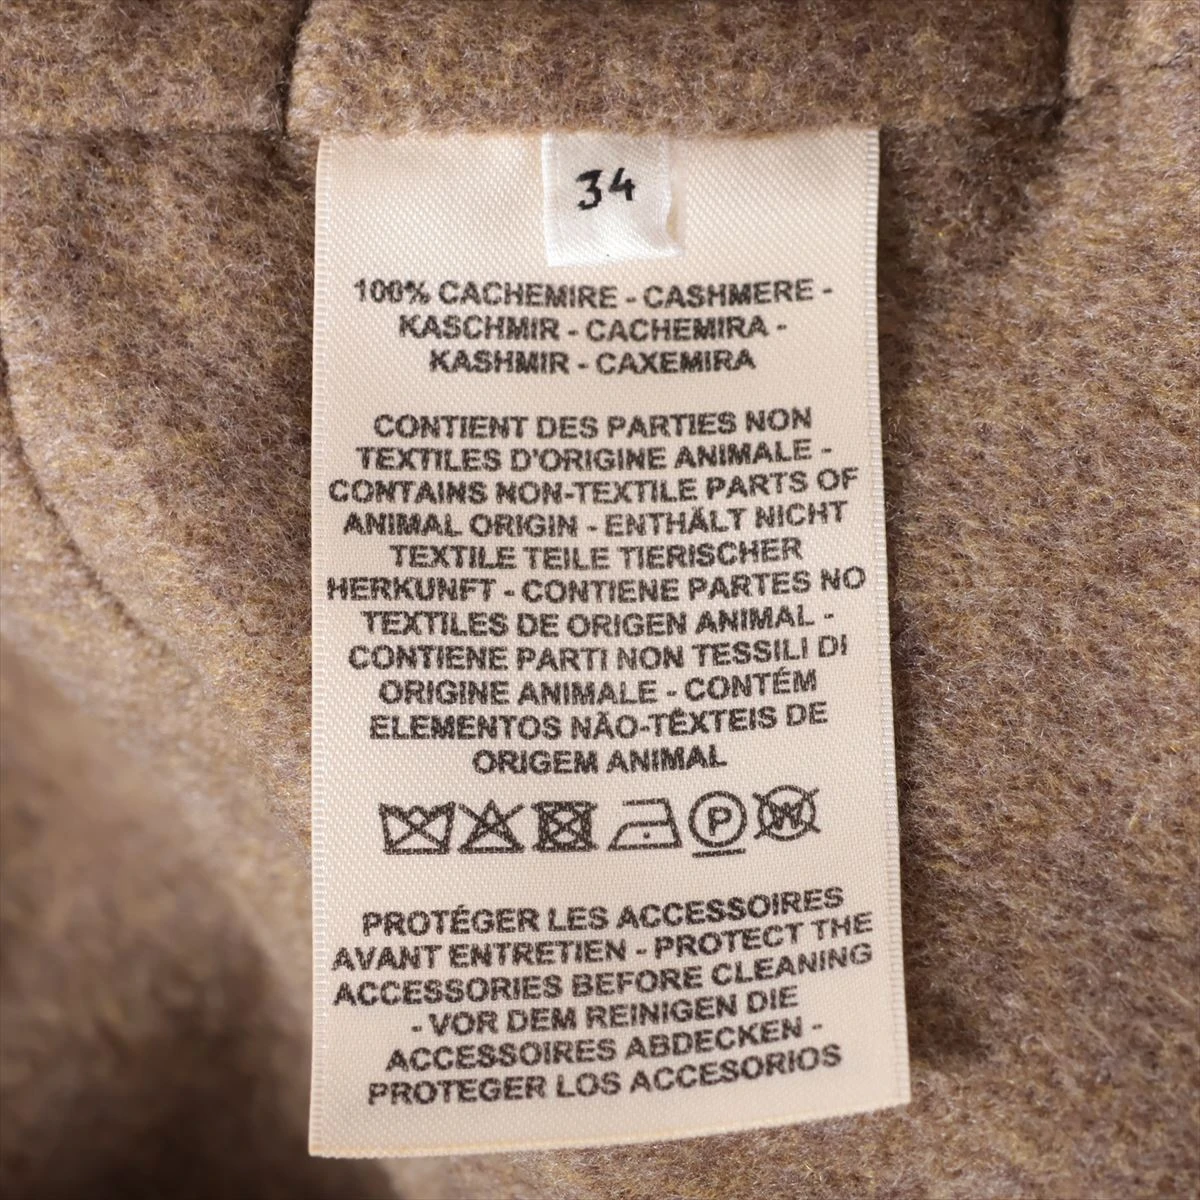 34
100% CACHEMIRE - CASHMERE -
KASCHMIR - CACHEMIRA -
KASHMIR - CAXEMIRA
CONTIENT DES PARTIES NON
TEXTILES D'ORIGINE ANIMALE -
CONTAINS NON-TEXTILE PARTS OF
ANIMAL ORIGIN - ENTHÄLT NICHT
TEXTILE TEILE TIERISCHER
HERKUNFT - CONTIENE PARTES NO
TEXTILES DE ORIGEN ANIMAL -
CONTIENE PARTI NON TESSILI DI
ORIGINE ANIMALE - CONTÉM
ELEMENTOS NÃO-TÊXTEIS DE
ORIGEM ANIMAL
P W
PROTÉGER LES ACCESSOIRES
AVANT ENTRETIEN - PROTECT THE
ACCESSORIES BEFORE CLEANING
- VOR DEM REINIGEN DIE
ACCESSOIRES ABDECKEN -
PROTEGER LOS ACCESORIOS